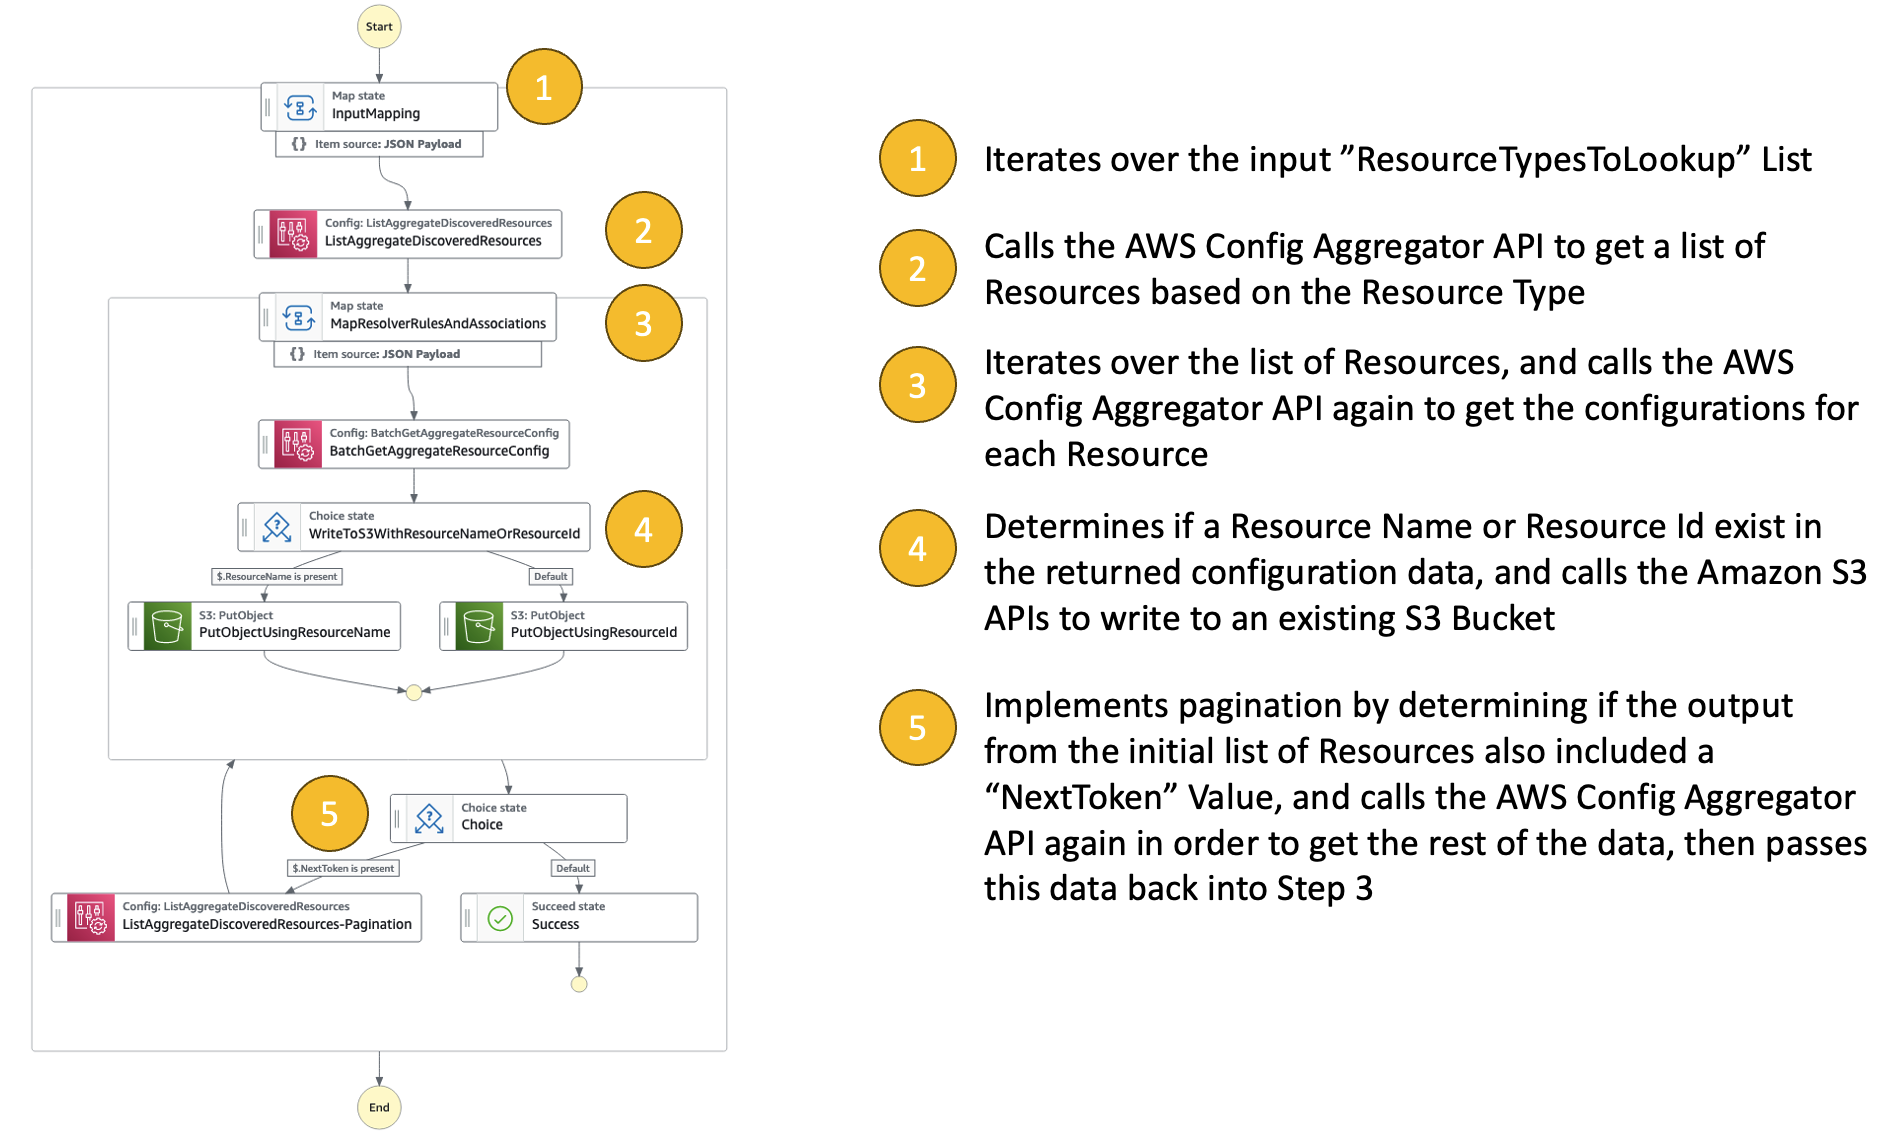 Start
1
Map state
InputMapping
{} Item source: JSON Payload
Config: ListAggregateDiscoveredResources
ListAggregateDiscoveredResources
2
Map state
MapResolverRulesAndAssociations
3
{} Item source: JSON Payload
Config: BatchGetAggregateResourceConfig
BatchGetAggregateResourceConfig
Choice state
WriteToS3WithResourceNameOrResourceId
4
$.ResourceName is present
Default
S3: PutObject
PutObjectUsingResourceName
S3: PutObject
PutObjectUsingResourceId
5
Choice state
Choice
$.NextToken is present
Default
Config: ListAggregateDiscoveredResources
ListAggregateDiscoveredResources-Pagination
Succeed state
Success
End
1
Iterates over the input ”ResourceTypesToLookup” List
2
Calls the AWS Config Aggregator API to get a list of
Resources based on the Resource Type
3
Iterates over the list of Resources, and calls the AWS
Config Aggregator API again to get the configurations for
each Resource
4
Determines if a Resource Name or Resource Id exist in
the returned configuration data, and calls the Amazon S3
APIs to write to an existing S3 Bucket
5
Implements pagination by determining if the output
from the initial list of Resources also included a
“NextToken” Value, and calls the AWS Config Aggregator
API again in order to get the rest of the data, then passes
this data back into Step 3